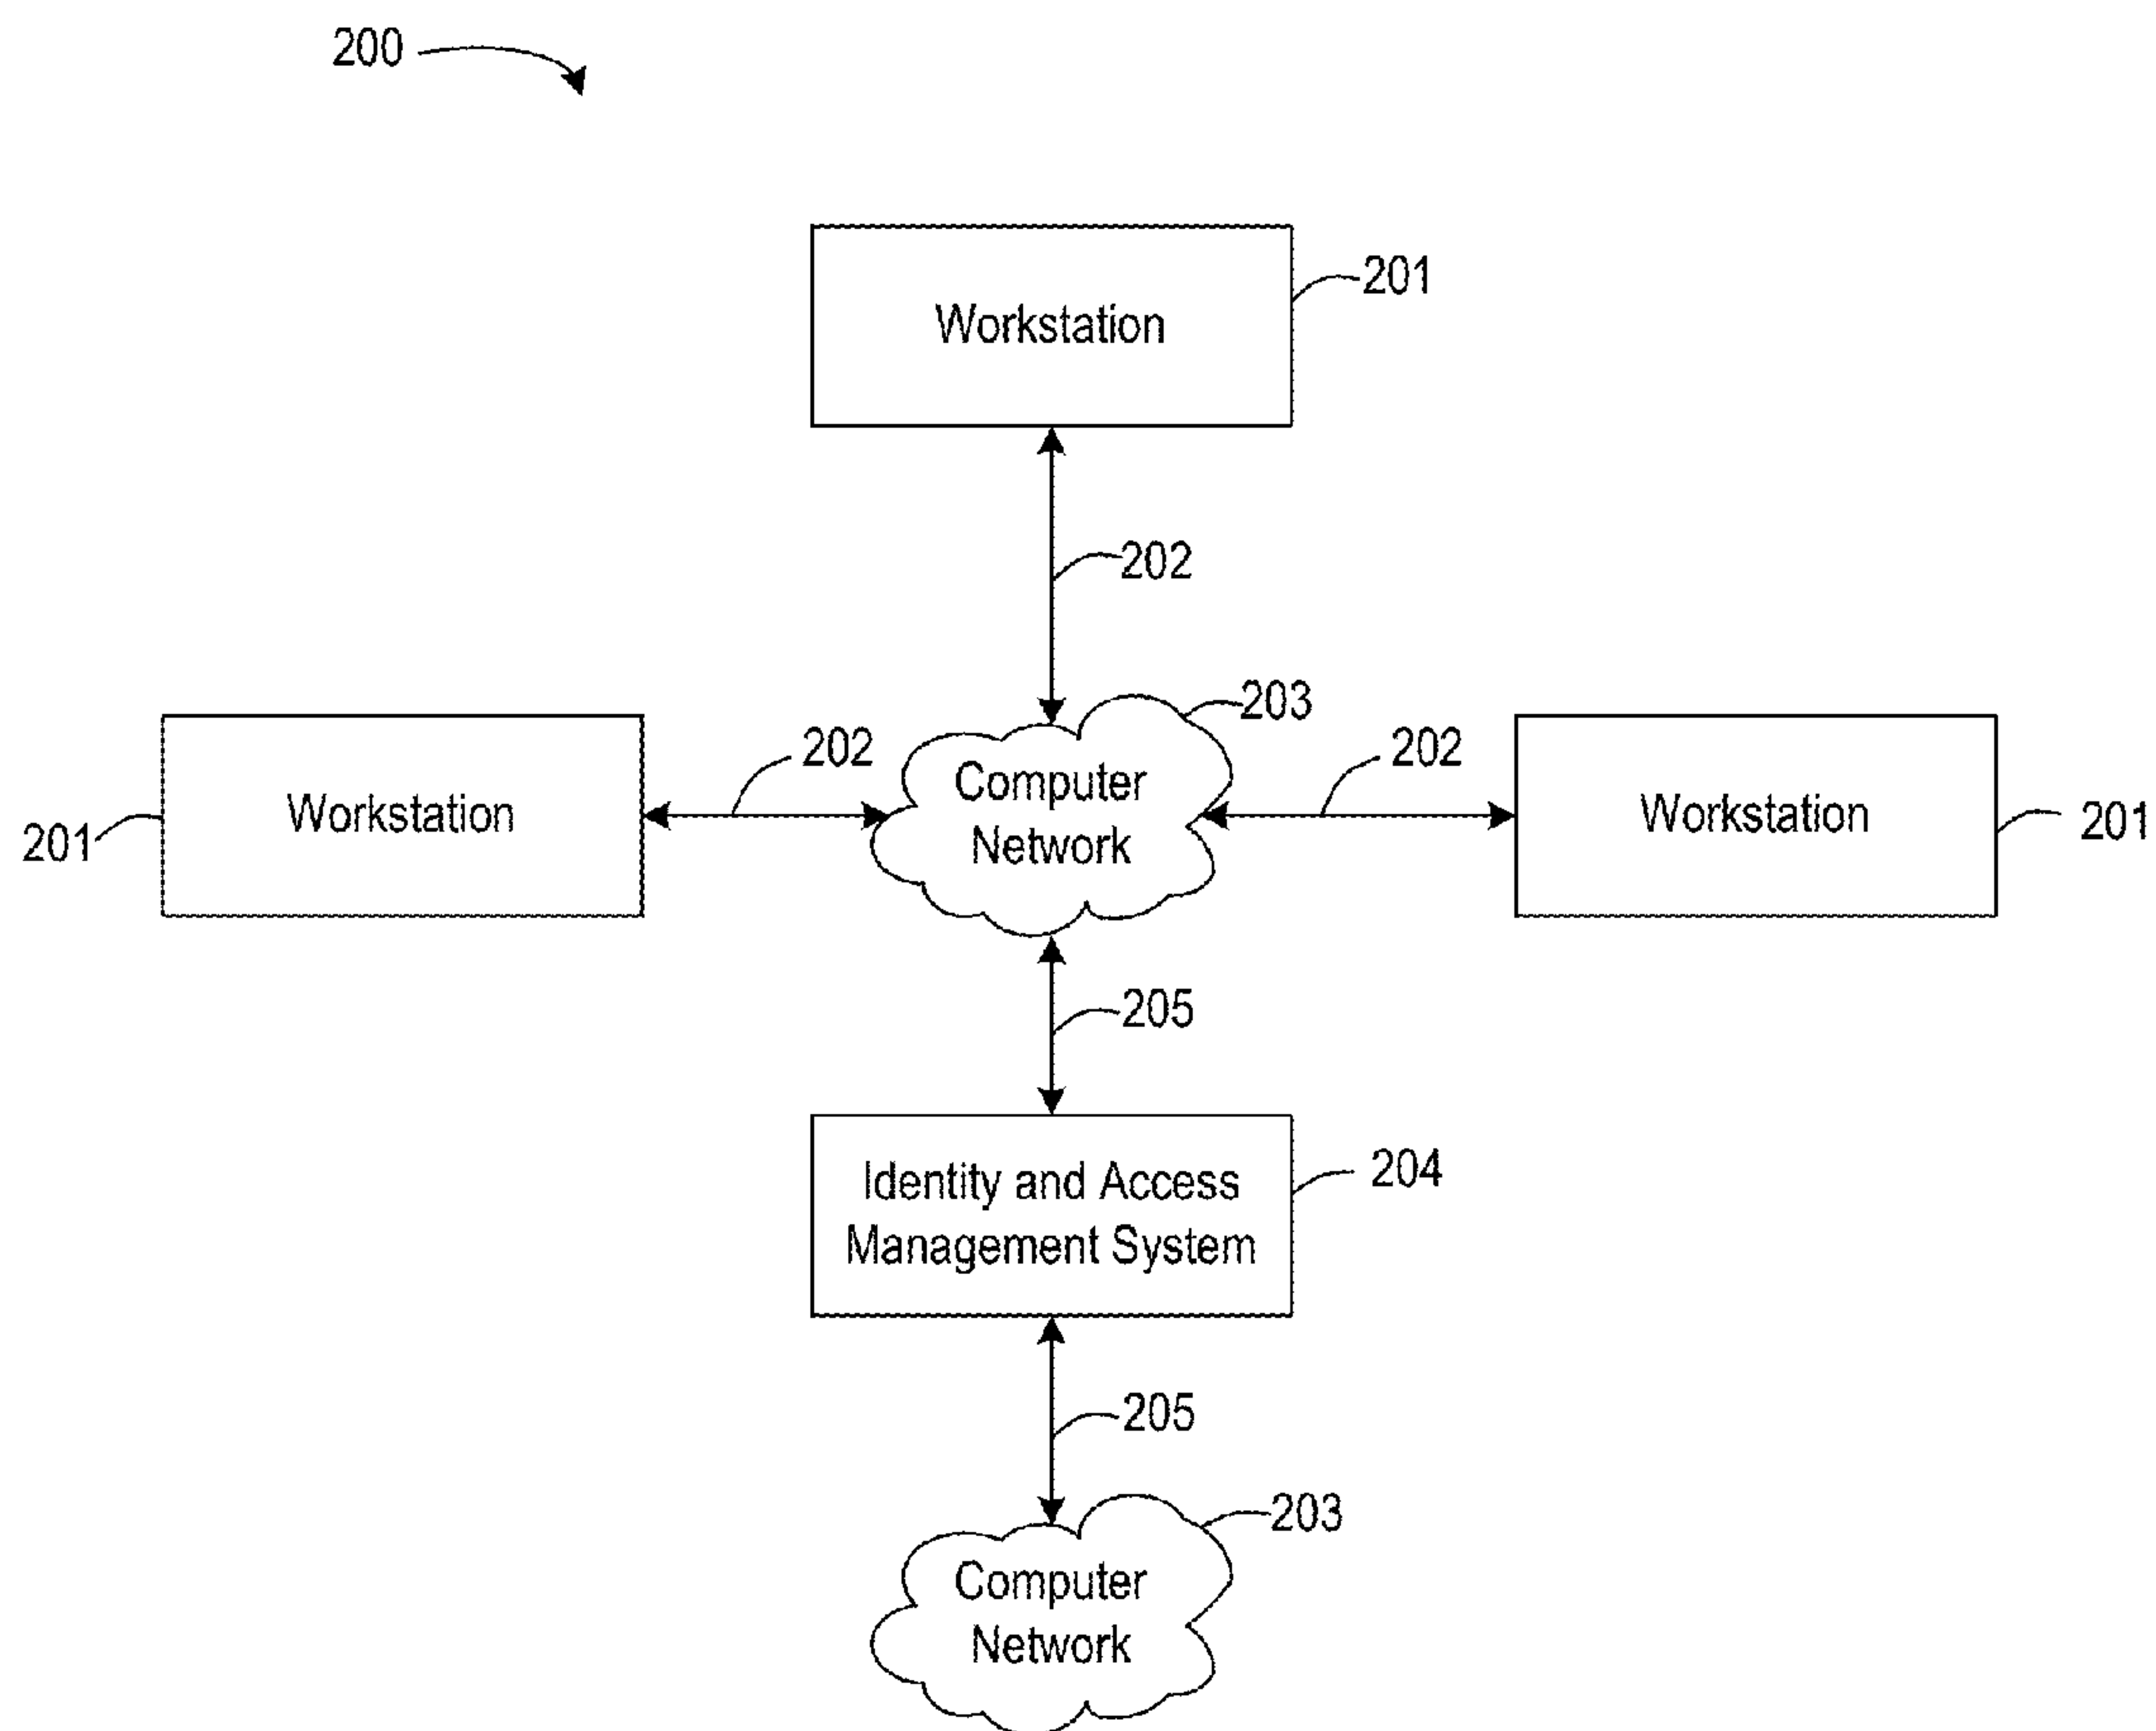 200
Workstation
201
202
203
Workstation
201
202
Computer
Network
202
Workstation
201
205
Identity and Access
Management System
204
205
203
Computer
Network